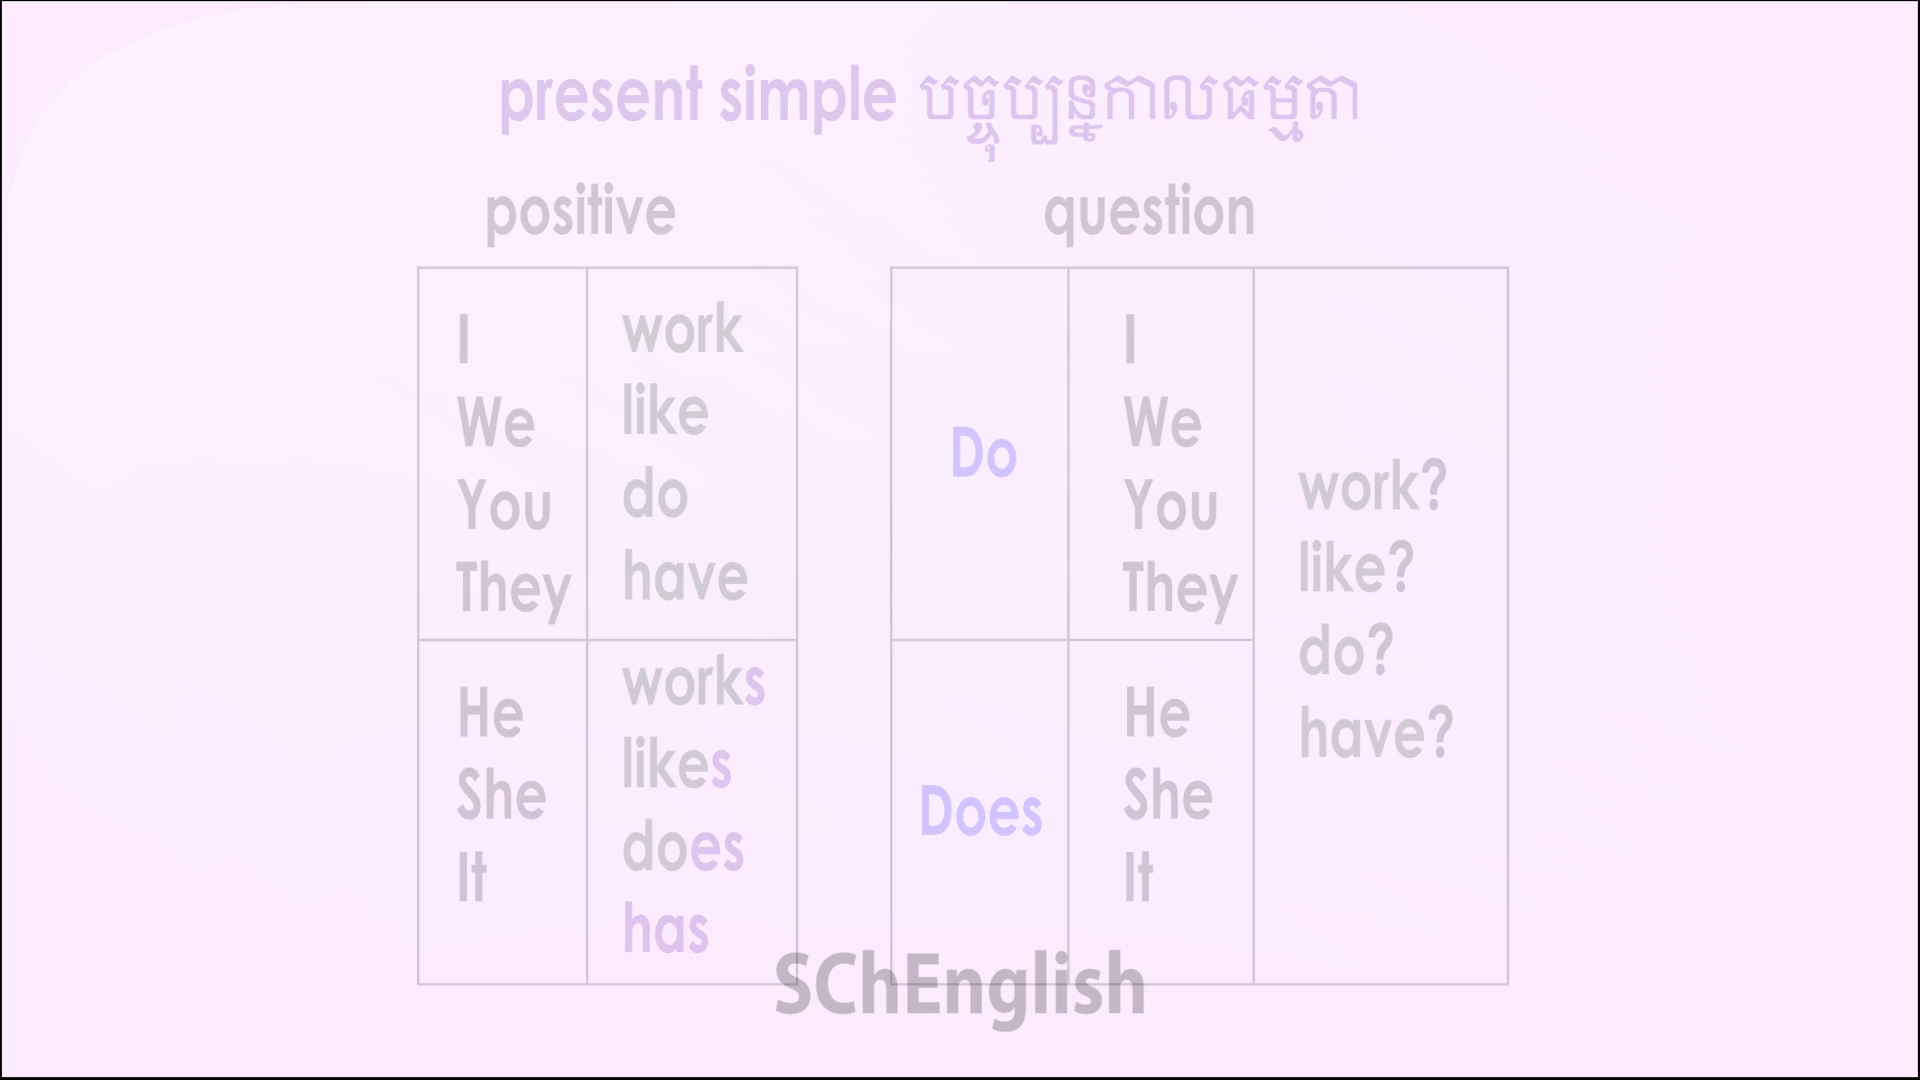 present simple បច្ចុប្បន្នកាលធម្មតា
positive
I
We
You
They
work
like
do
have
He
She
It
works
likes
does
has
question
Do
I
We
You
They
Does
He
She
It
work?
like?
do?
have?
SChEnglish